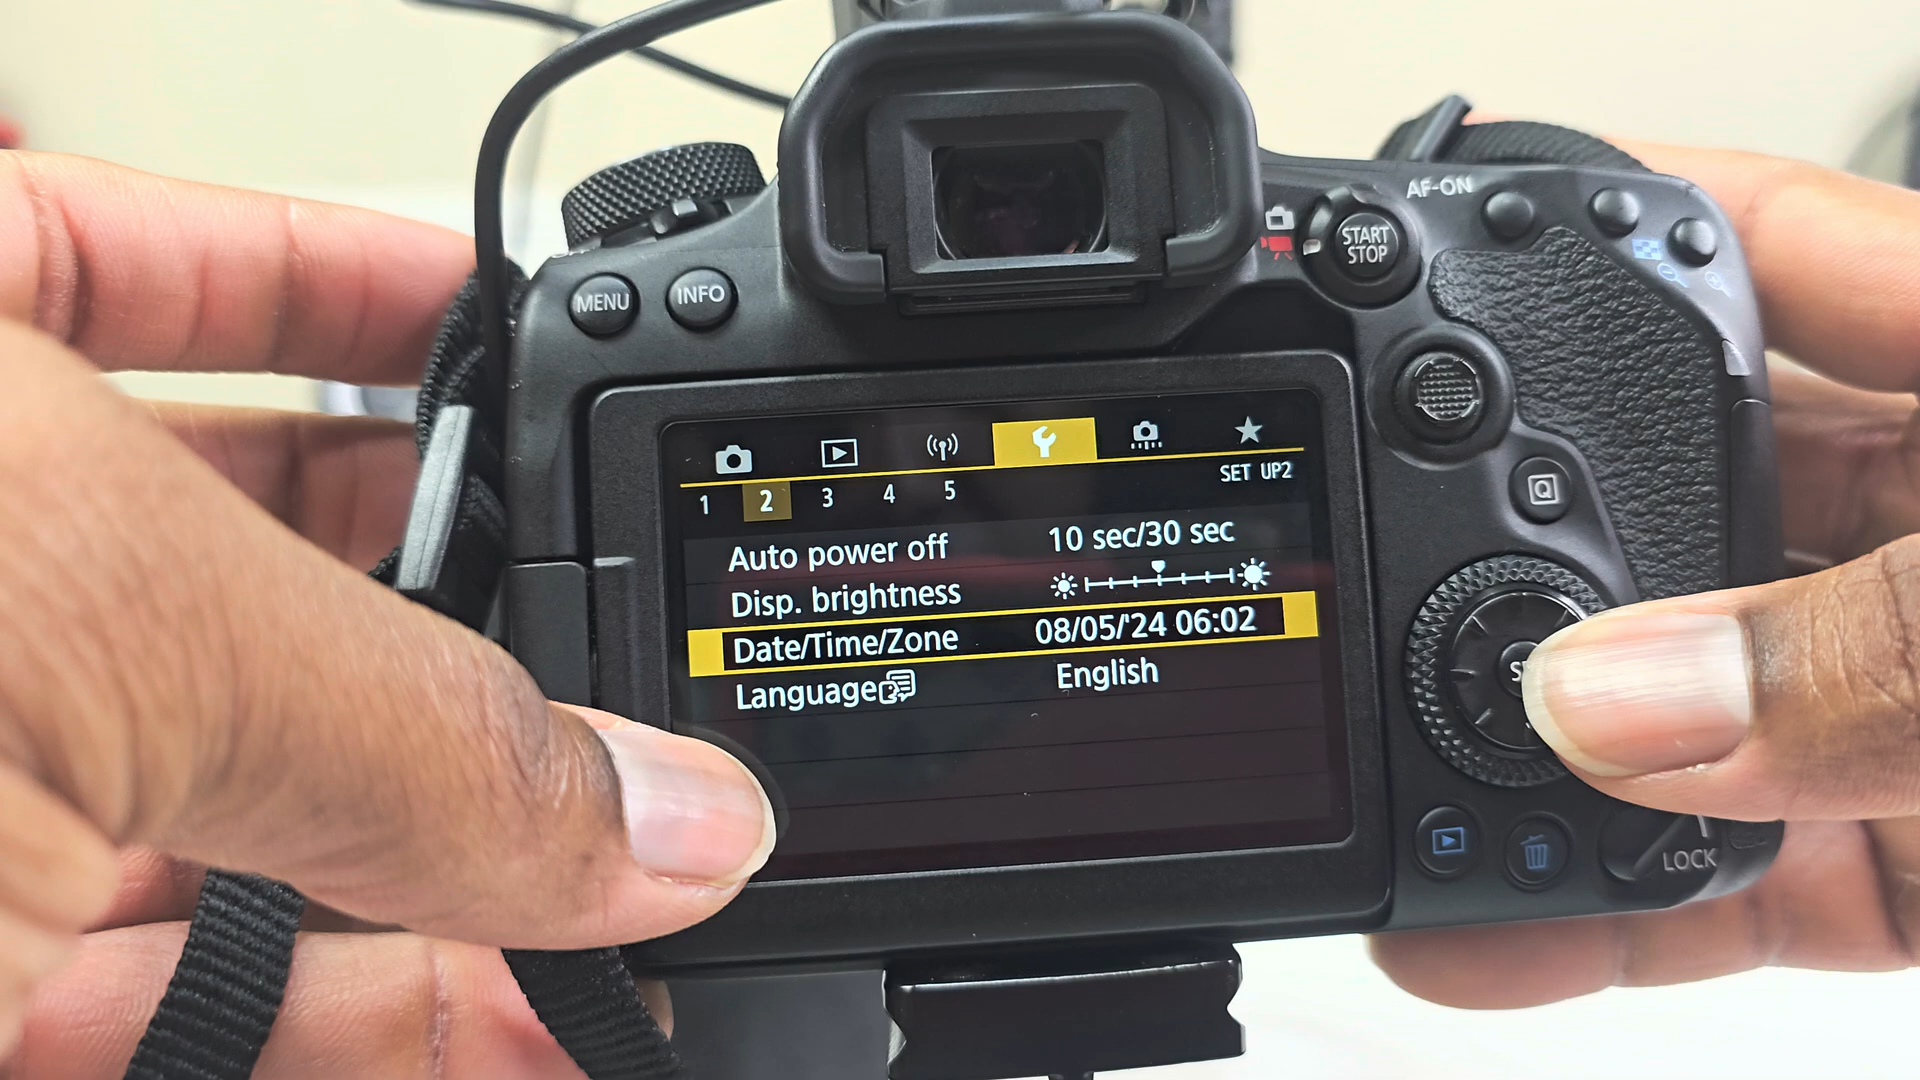 AF-ON
START
STOP
MENU
INFO
SET UP2
1 2 3 4 5
Auto power off 10 sec/30 sec
Disp. brightness
Date/Time/Zone 08/05/'24 06:02
Language English
Q
LOCK